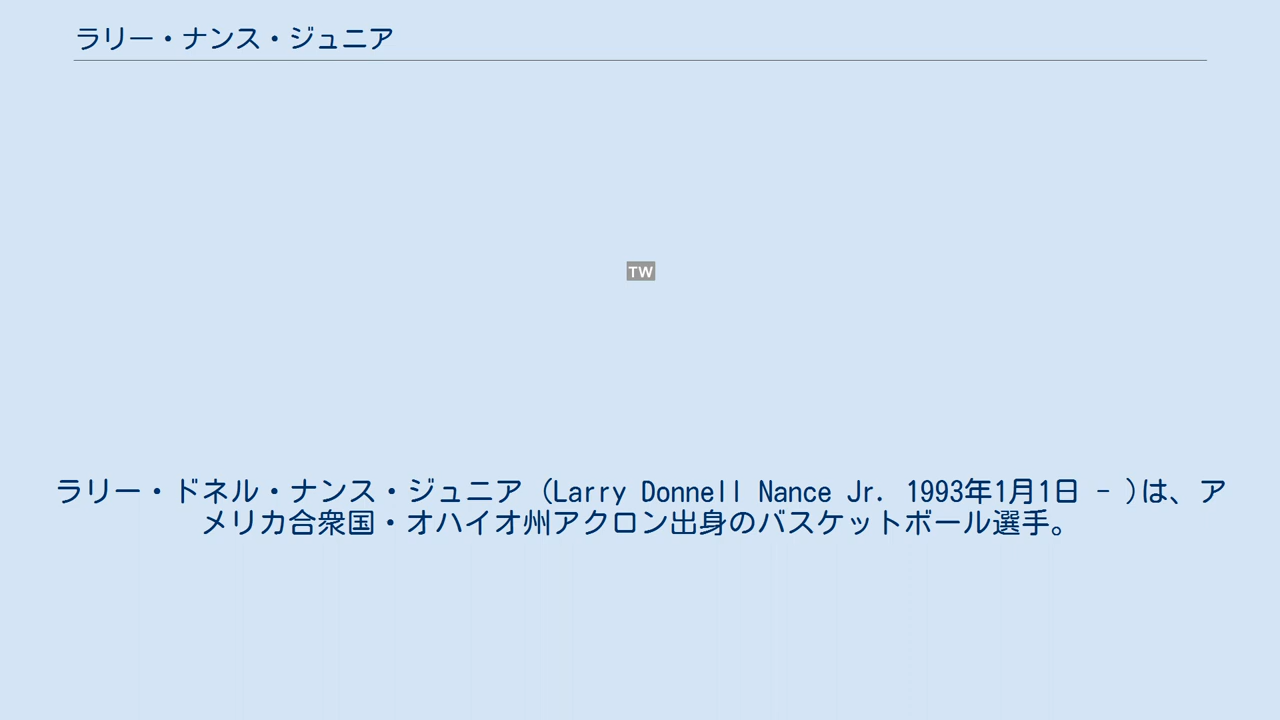 ラリー・ナンス・ジュニア
TW
ラリー・ドネル・ナンス・ジュニア (Larry Donnell Nance Jr. 1993年1月1日 - )は、ア
メリカ合衆国・オハイオ州アクロン出身のバスケットボール選手。